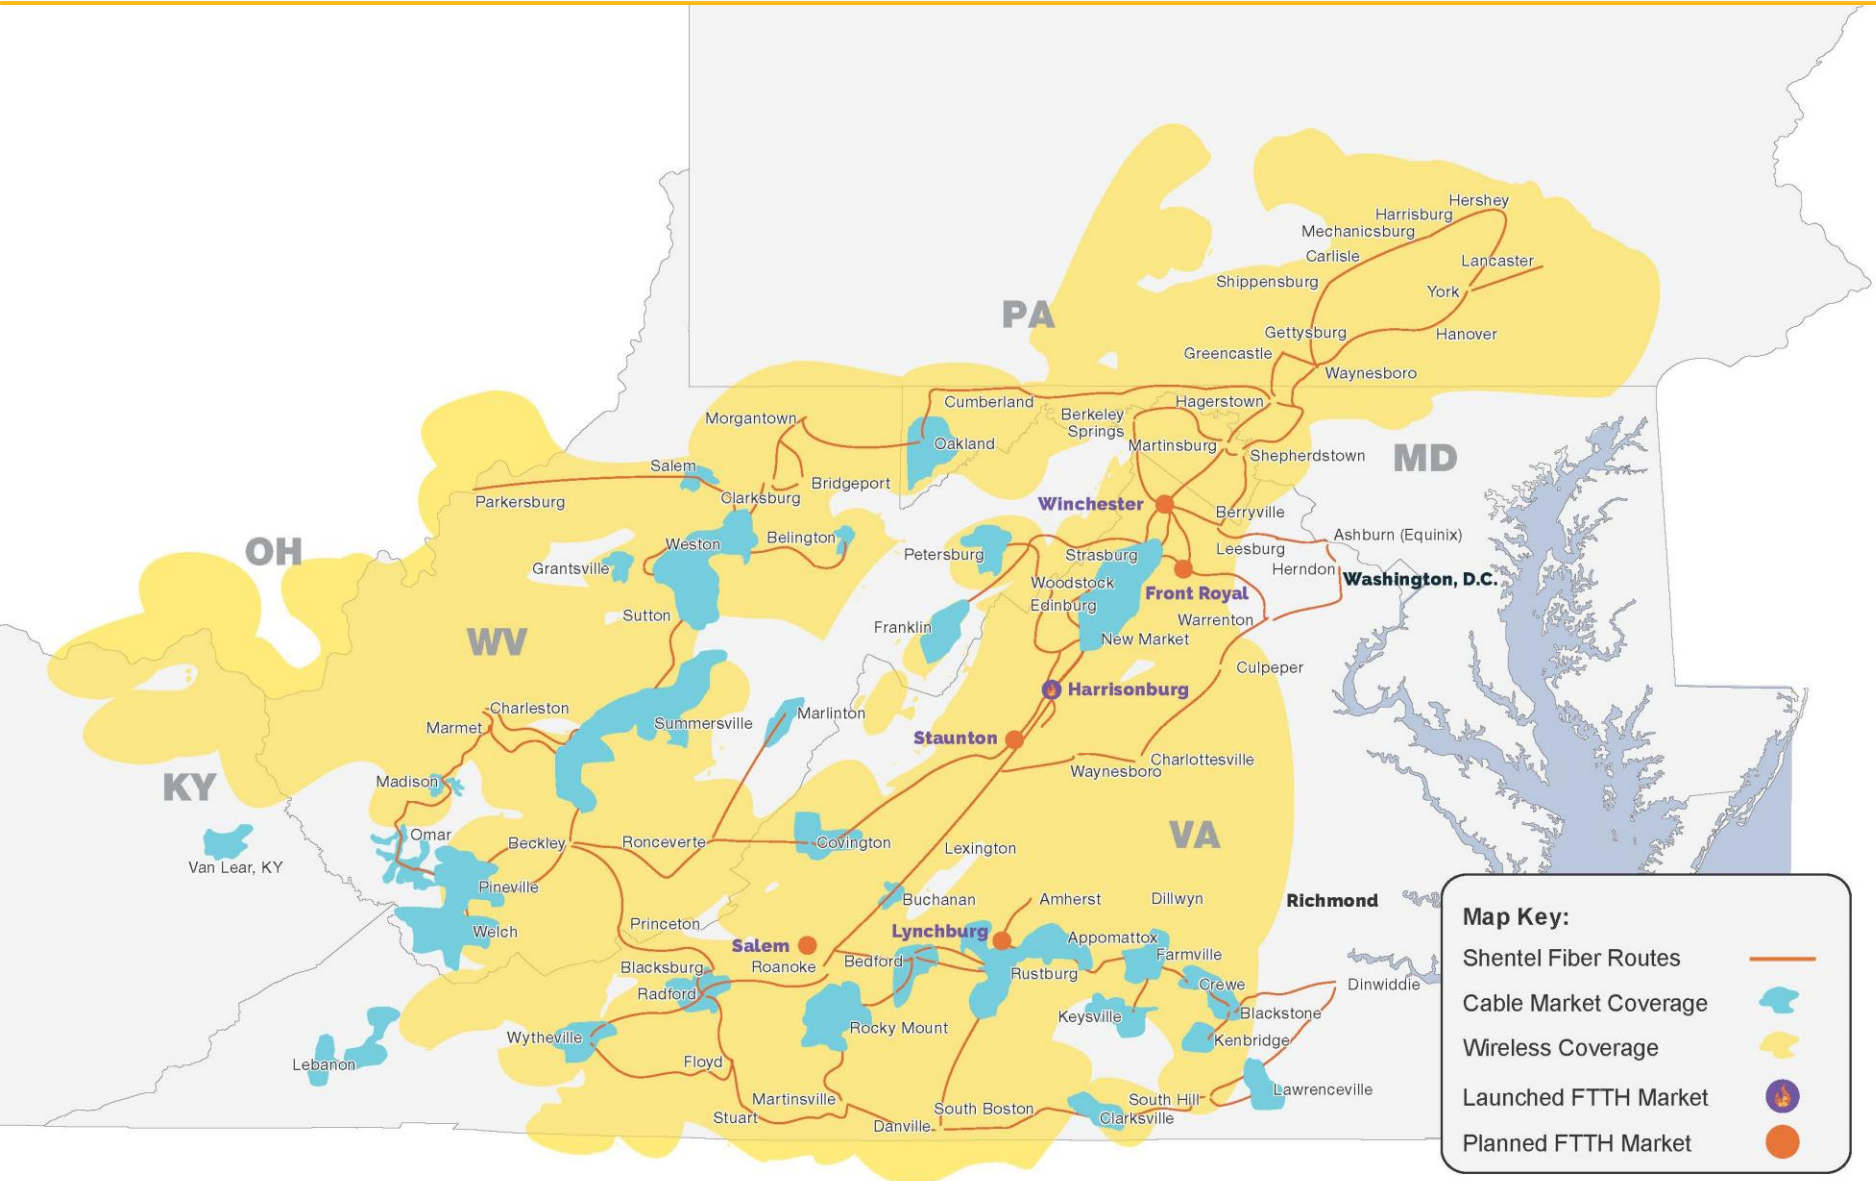 Hershey
Harrisburg
Mechanicsburg
Carlisle
Lancaster
Shippensburg
York
PA
Gettysburg
Hanover
Greencastle
Waynesboro
Cumberland
Hagerstown
Berkeley
Springs
Morgantown
Oakland
Martinsburg
Shepherdstown
MD
Salem
Bridgeport
Parkersburg
Clarksburg
Winchester
Berryville
Ashburn (Equinix)
OH
Weston
Belington
Petersburg
Strasburg
Leesburg
Grantsville
Herndon
Washington, D.C.
Woodstock
Front Royal
Edinburg
Sutton
Franklin
Warrenton
WV
New Market
Culpeper
Harrisonburg
Charleston
Marlinton
Marmet
Summersville
Staunton
Charlottesville
Waynesboro
Madison
KY
Omar
VA
Beckley
Ronceverte
Covington
Lexington
Van Lear, KY
Pineville
Buchanan
Amherst
Dillwyn
Richmond
Princeton
Welch
Lynchburg
Salem
Appomattox
Farmville
Blacksburg
Roanoke
Bedford
Rustburg
Radford
Crewe
Dinwiddie
Keysville
Blackstone
Rocky Mount
Wytheville
Kenbridge
Lebanon
Floyd
Lawrenceville
Martinsville
South Hill
South Boston
Stuart
Danville
Clarksville
Map Key:
Shentel Fiber Routes
Cable Market Coverage
Wireless Coverage
Launched FTTH Market
Planned FTTH Market